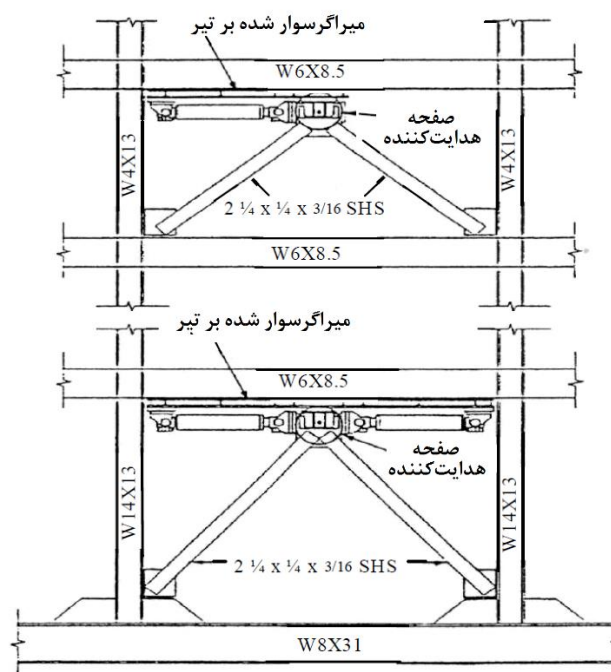 میراگرسوار شده بر تیر
W6X8.5
صفحه
هدایت‌کننده
W4X13
W4X13
2 ¼ x ¼ x 3/16 SHS
W6X8.5
میراگرسوار شده بر تیر
W6X8.5
صفحه
هدایت‌کننده
W14X13
W14X13
2 ¼ x ¼ x 3/16 SHS
W8X31